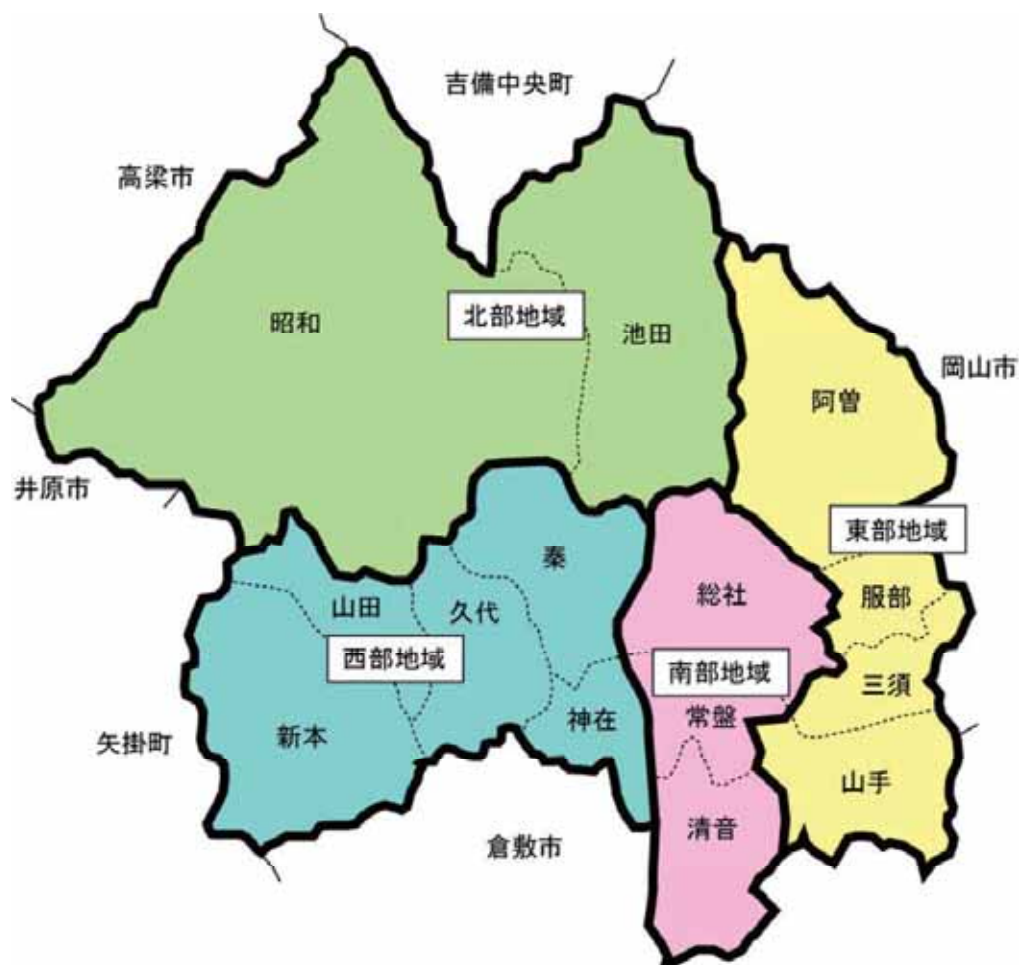 吉備中央町
高梁市
昭和
北部地域
池田
岡山市
阿曽
井原市
東部地域
秦
総社
服部
山田
久代
西部地域
南部地域
三須
常盤
神在
新本
矢掛町
山手
清音
倉敷市